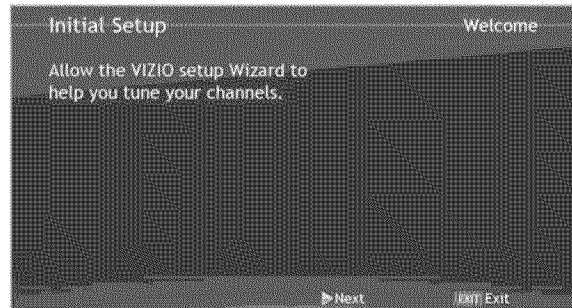 Initial Setup
Welcome
Allow the VIZIO setup Wizard to
help you tune your channels.
Next
EXIT Exit